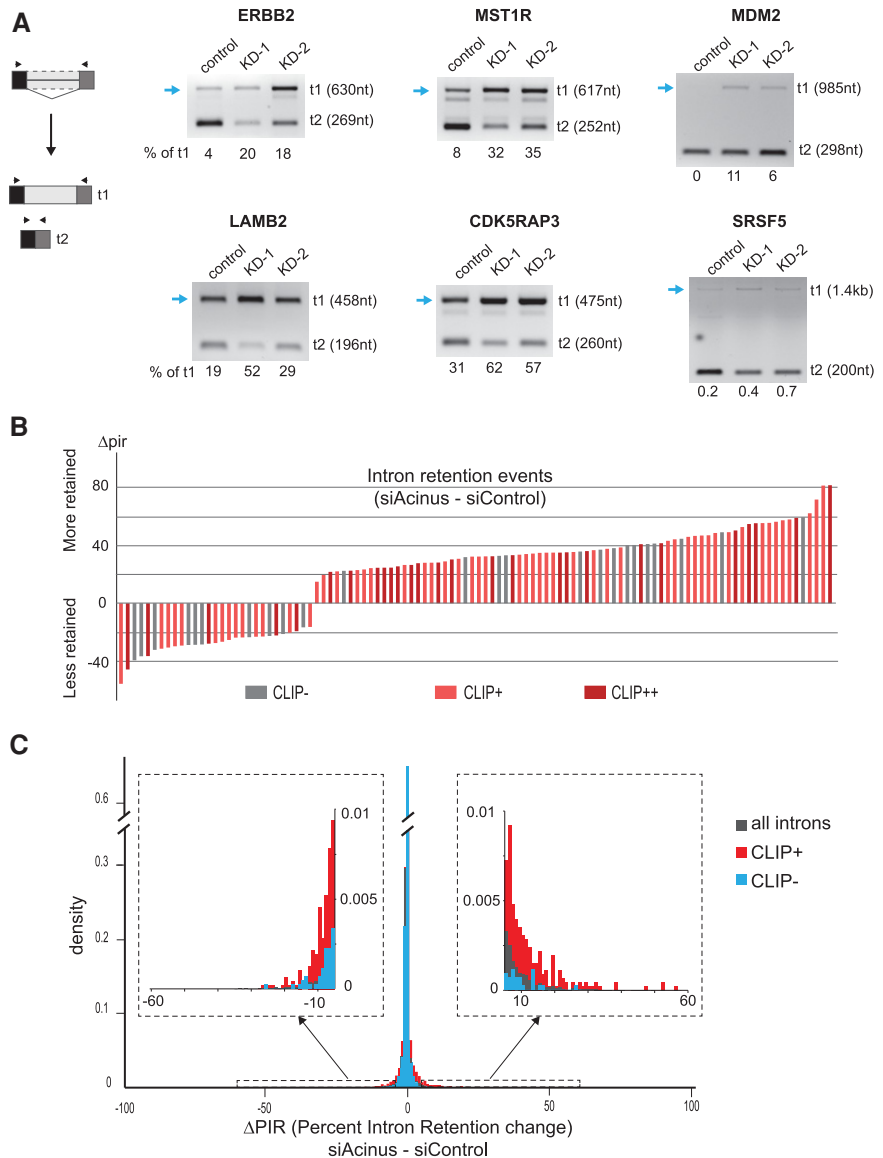 A
ERBB2
MST1R
MDM2
control KD-1 KD-2
control KD-1 KD-2
control KD-1 KD-2
t1 (630nt)
t2 (269nt)
t1 (617nt)
t2 (252nt)
t1 (985nt)
t2 (298nt)
% of t1 4 20 18
8 32 35
0 11 6
t1
t2
LAMB2
CDK5RAP3
SRSF5
control KD-1 KD-2
control KD-1 KD-2
control KD-1 KD-2
t1 (458nt)
t2 (196nt)
t1 (475nt)
t2 (260nt)
t1 (1.4kb)
t2 (200nt)
% of t1 19 52 29
31 62 57
0.2 0.4 0.7
B
Δpir
Intron retention events
(siAcinus - siControl)
More retained
Less retained
80
40
0
-40
CLIP-
CLIP+
CLIP++
C
density
0.6
0.3
0.2
0.1
0
0.01
0.005
0
-60
-10
0.01
0.005
0
10
60
all introns
CLIP+
CLIP-
-100
-50
0
50
100
ΔPIR (Percent Intron Retention change)
siAcinus - siControl